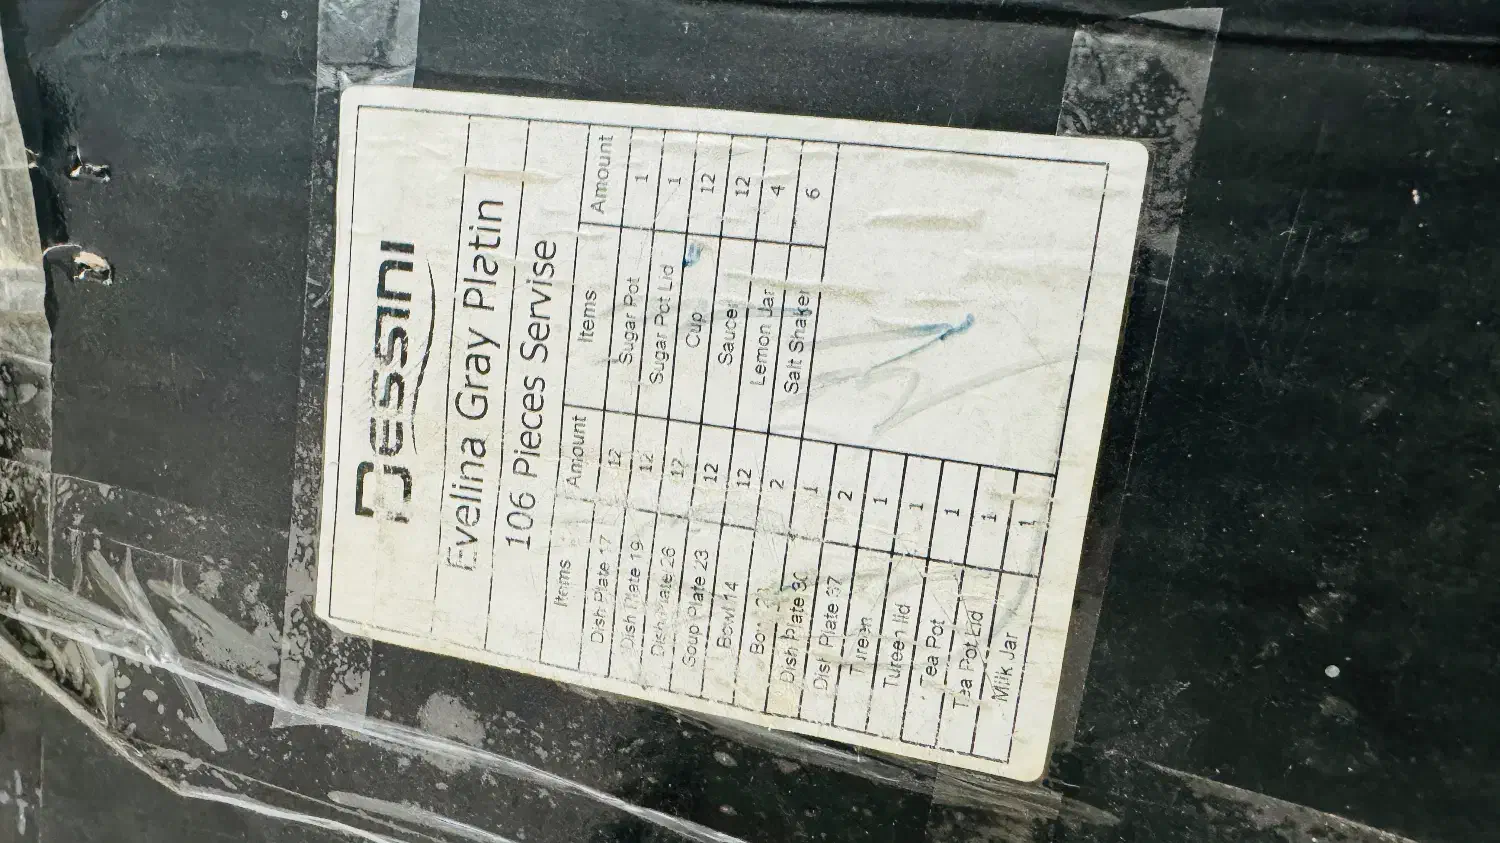 Bessini
Evelina Gray Platin
106 Pieces Servise
Items Amount Items Amount
Dish Plate 17 12 Sugar Pot 1
Dish Plate 19 12 Sugar Pot Lid 1
Dish Plate 26 12 Cup 12
Soup Plate 23 12 Saucer 12
Bowl 14 12 Lemon Jar 4
2 Salt Shaker 6
Dish Plate 30 1
Dish Plate 37 2
Tureen 1
Tureen lid 1
Tea Pot 1
Tea Pot Lid 1
Milk Jar 1